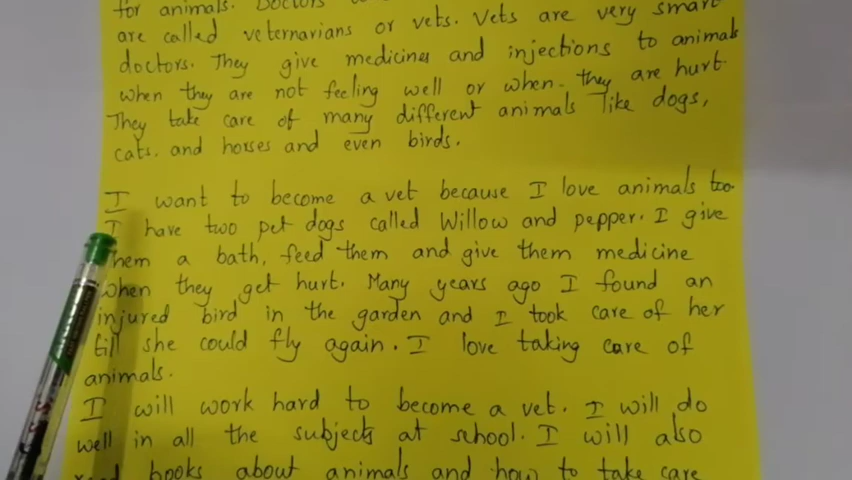 for animals. Doctors
are called veternarians or vets. Vets are very smart
doctors. They give medicines and injections to animals
when they are not feeling well or when they are hurt
They take care of many different animals like dogs,
cats, and horses and even birds.
I want to become a vet because I love animals too.
I have two pet dogs called Willow and pepper. I give
them a bath, feed them and give them medicine
when they get hurt. Many years ago I found an
injured bird in the garden and I took care of her
till she could fly again. I love taking care of
animals.
I will work hard to become a vet. I will do
well in all the subjects at school. I will also
read books about animals and how to take care